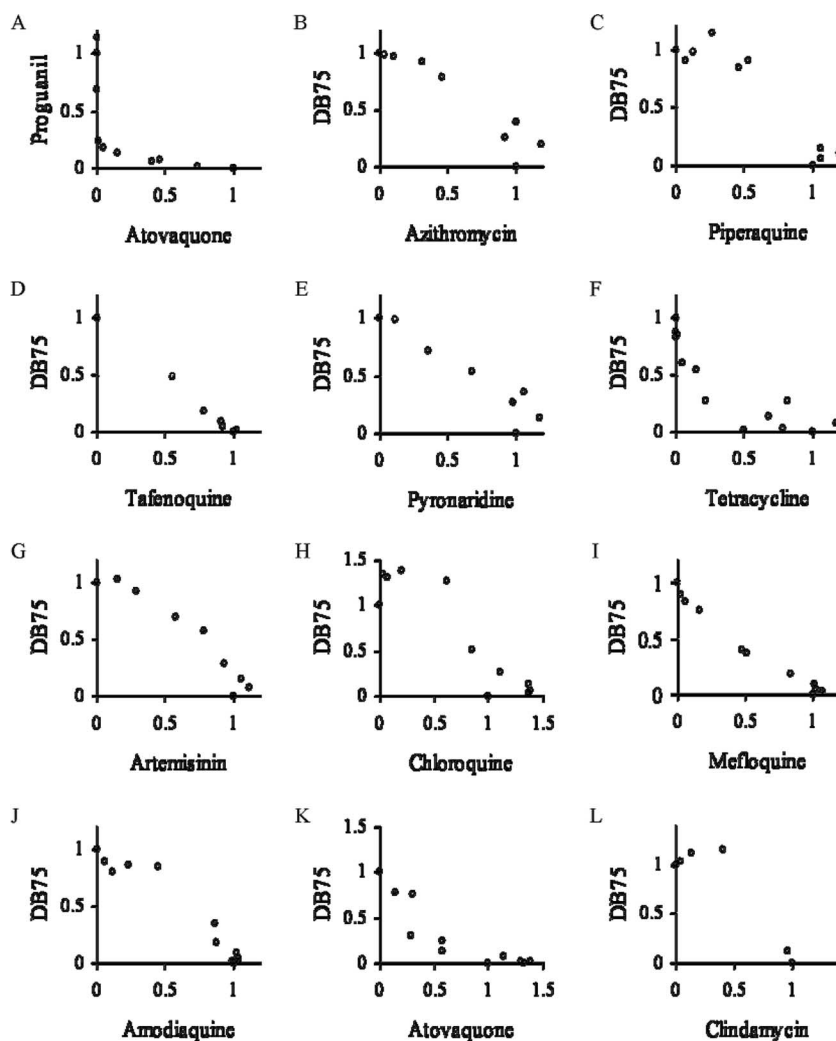 A
Proguanil
1
0.5
0
0 0.5 1
Atovaquone
B
DB75
1
0.5
0
0 0.5 1
Azithromycin
C
DB75
1
0.5
0
0 0.5 1
Piperaquine
D
DB75
1
0.5
0
0 0.5 1
Tafenoquine
E
DB75
1
0.5
0
0 0.5 1
Pyronaridine
F
DB75
1
0.5
0
0 0.5 1
Tetracycline
G
DB75
1
0.5
0
0 0.5 1
Artemisinin
H
DB75
1.5
1
0.5
0
0 0.5 1 1.5
Chloroquine
I
DB75
1
0.5
0
0 0.5 1
Mefloquine
J
DB75
1
0.5
0
0 0.5 1
Amodiaquine
K
DB75
1.5
1
0.5
0
0 0.5 1 1.5
Atovaquone
L
DB75
1.5
1
0.5
0
0 0.5 1
Clindamycin